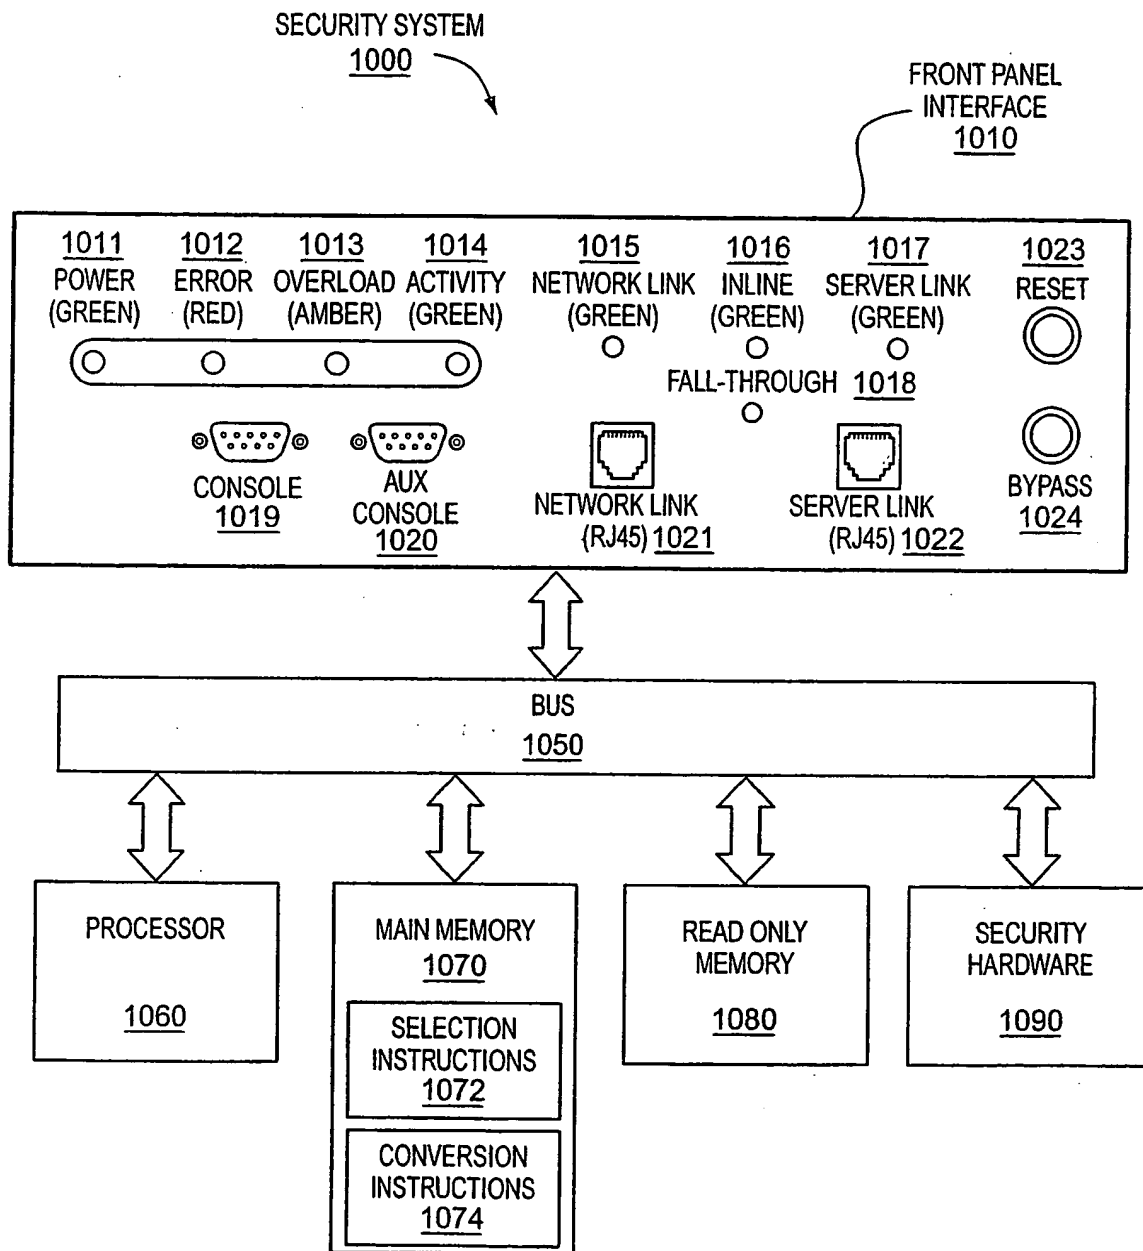 SECURITY SYSTEM
1000
FRONT PANEL
INTERFACE
1010
1011
POWER
(GREEN)
1012
ERROR
(RED)
1013
OVERLOAD
(AMBER)
1014
ACTIVITY
(GREEN)
1015
NETWORK LINK
(GREEN)
1016
INLINE
(GREEN)
1017
SERVER LINK
(GREEN)
1023
RESET
FALL-THROUGH 1018
CONSOLE
1019
AUX
CONSOLE
1020
NETWORK LINK
(RJ45) 1021
SERVER LINK
(RJ45) 1022
BYPASS
1024
BUS
1050
PROCESSOR
1060
MAIN MEMORY
1070
SELECTION
INSTRUCTIONS
1072
CONVERSION
INSTRUCTIONS
1074
READ ONLY
MEMORY
1080
SECURITY
HARDWARE
1090